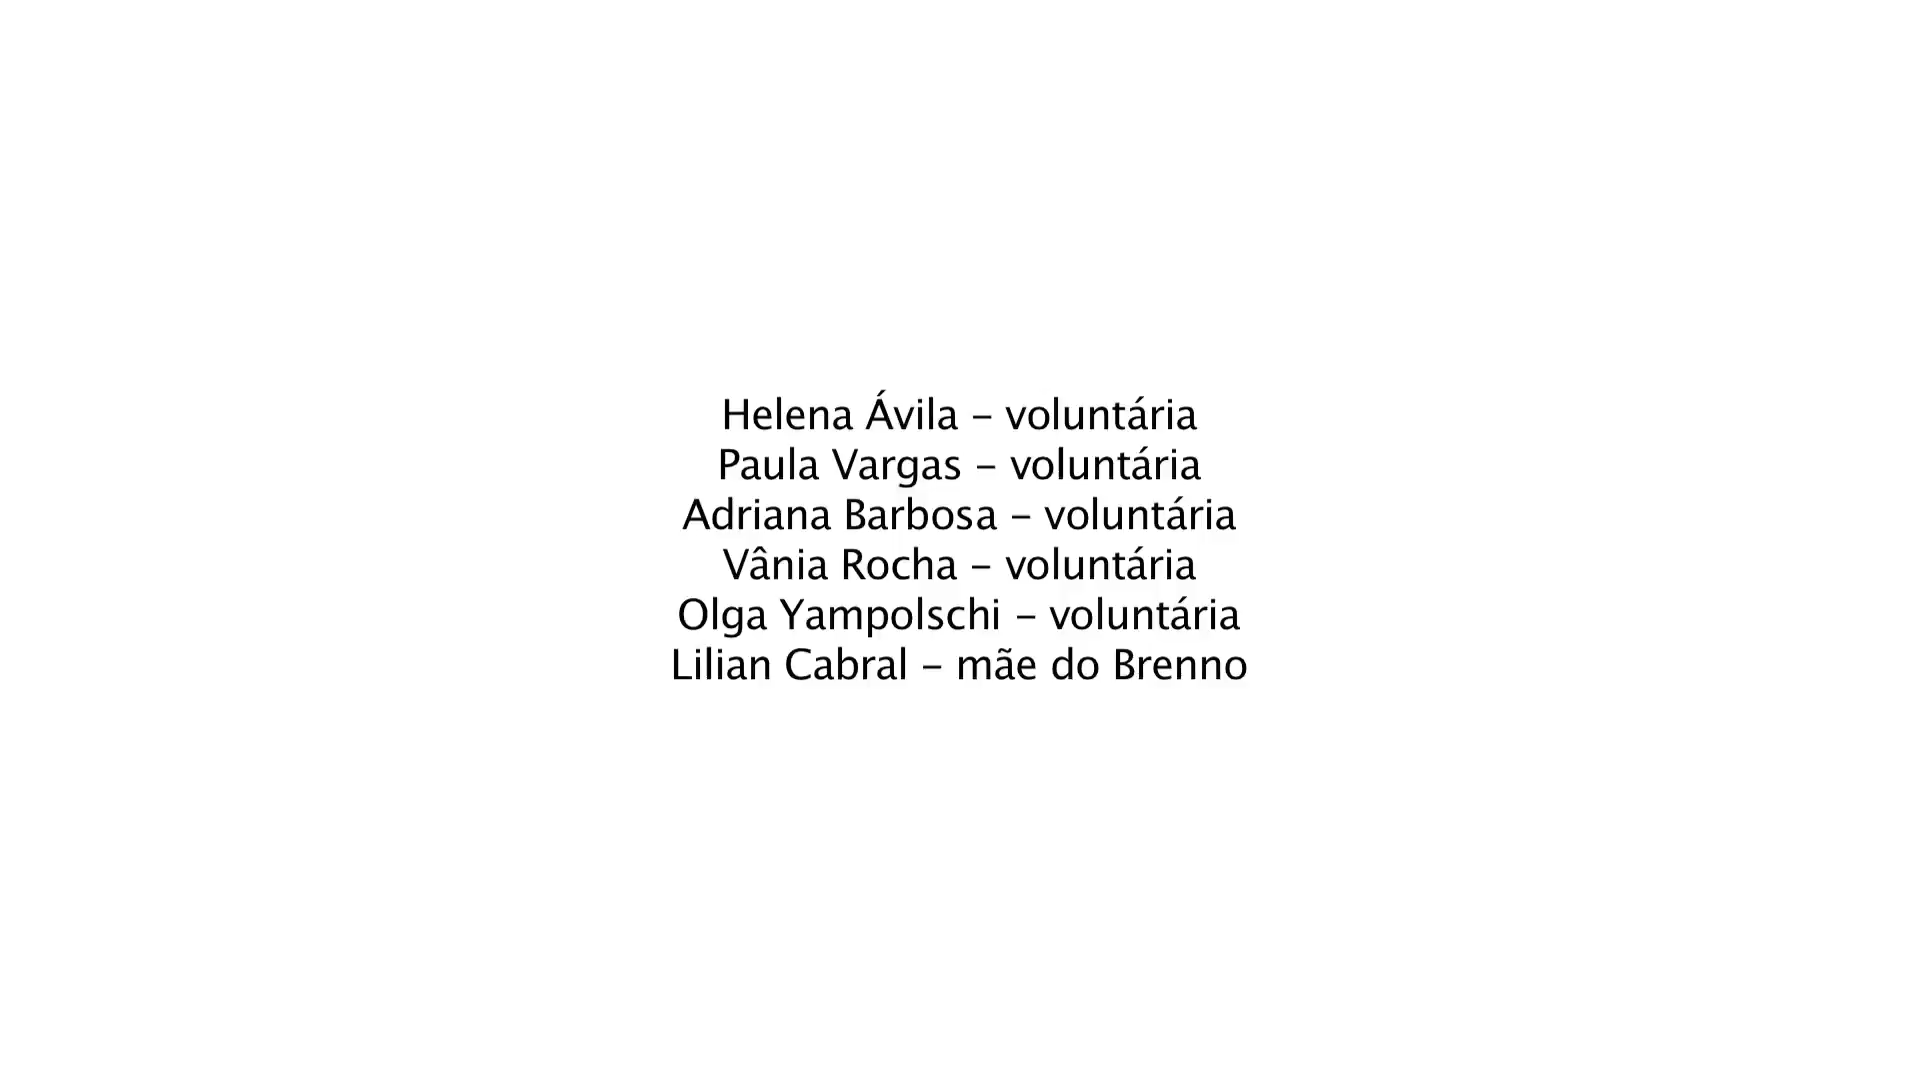 Helena Ávila – voluntária
Paula Vargas – voluntária
Adriana Barbosa – voluntária
Vânia Rocha – voluntária
Olga Yampolschi – voluntária
Lilian Cabral – mãe do Brenno